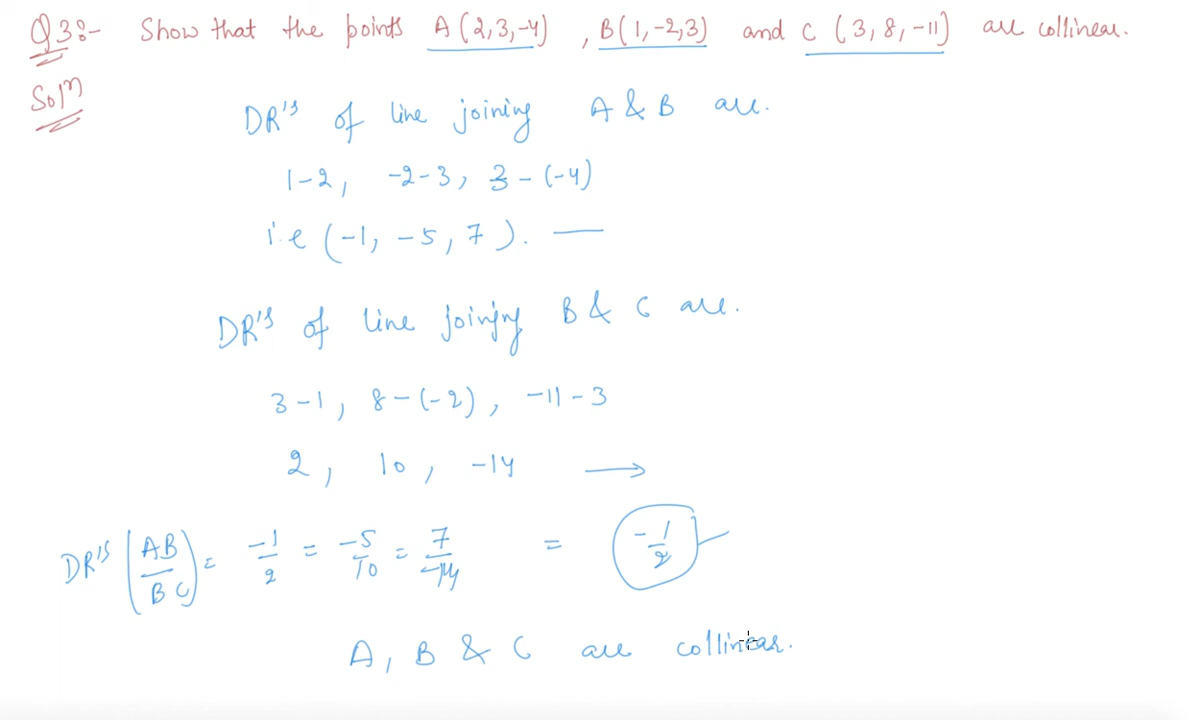 Q3:- Show that the points A(2,3,-4), B(1,-2,3) and C (3,8,-11) are collinear.
Solⁿ
DR's of line joining A & B are.
1-2, -2-3, 3-(-4)
i.e (-1, -5, 7). —
DR's of line joining B & C are.
3-1, 8-(-2), -11-3
2, 10, -14 →
DR's (AB/BC) = -1/2 = -5/10 = 7/-14 = -1/2
A, B & C are collinear.